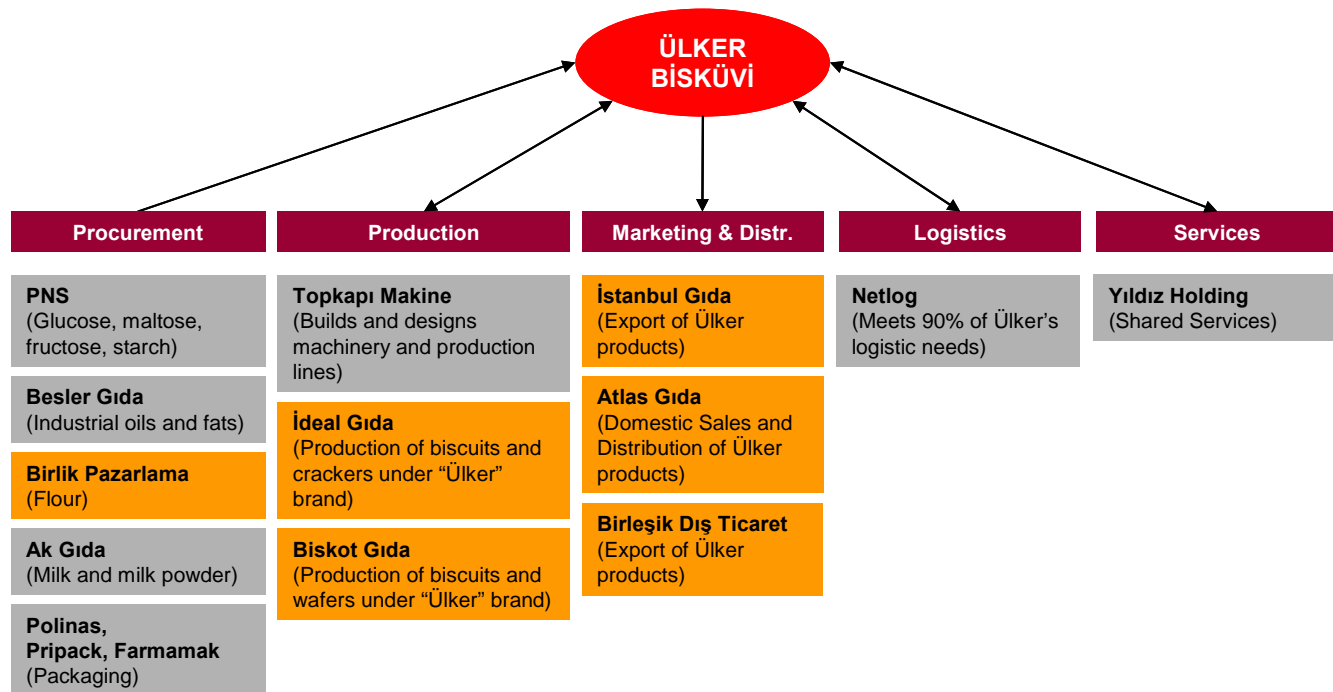 ÜLKER
BİSKÜVİ
Procurement
Production
Marketing & Distr.
Logistics
Services
PNS
(Glucose, maltose,
fructose, starch)
Besler Gıda
(Industrial oils and fats)
Birlik Pazarlama
(Flour)
Ak Gıda
(Milk and milk powder)
Polinas,
Pripack, Farmamak
(Packaging)
Topkapı Makine
(Builds and designs
machinery and production
lines)
İdeal Gıda
(Production of biscuits and
crackers under “Ülker”
brand)
Biskot Gıda
(Production of biscuits and
wafers under “Ülker” brand)
İstanbul Gıda
(Export of Ülker
products)
Atlas Gıda
(Domestic Sales and
Distribution of Ülker
products)
Birleşik Dış Ticaret
(Export of Ülker
products)
Netlog
(Meets 90% of Ülker’s
logistic needs)
Yıldız Holding
(Shared Services)